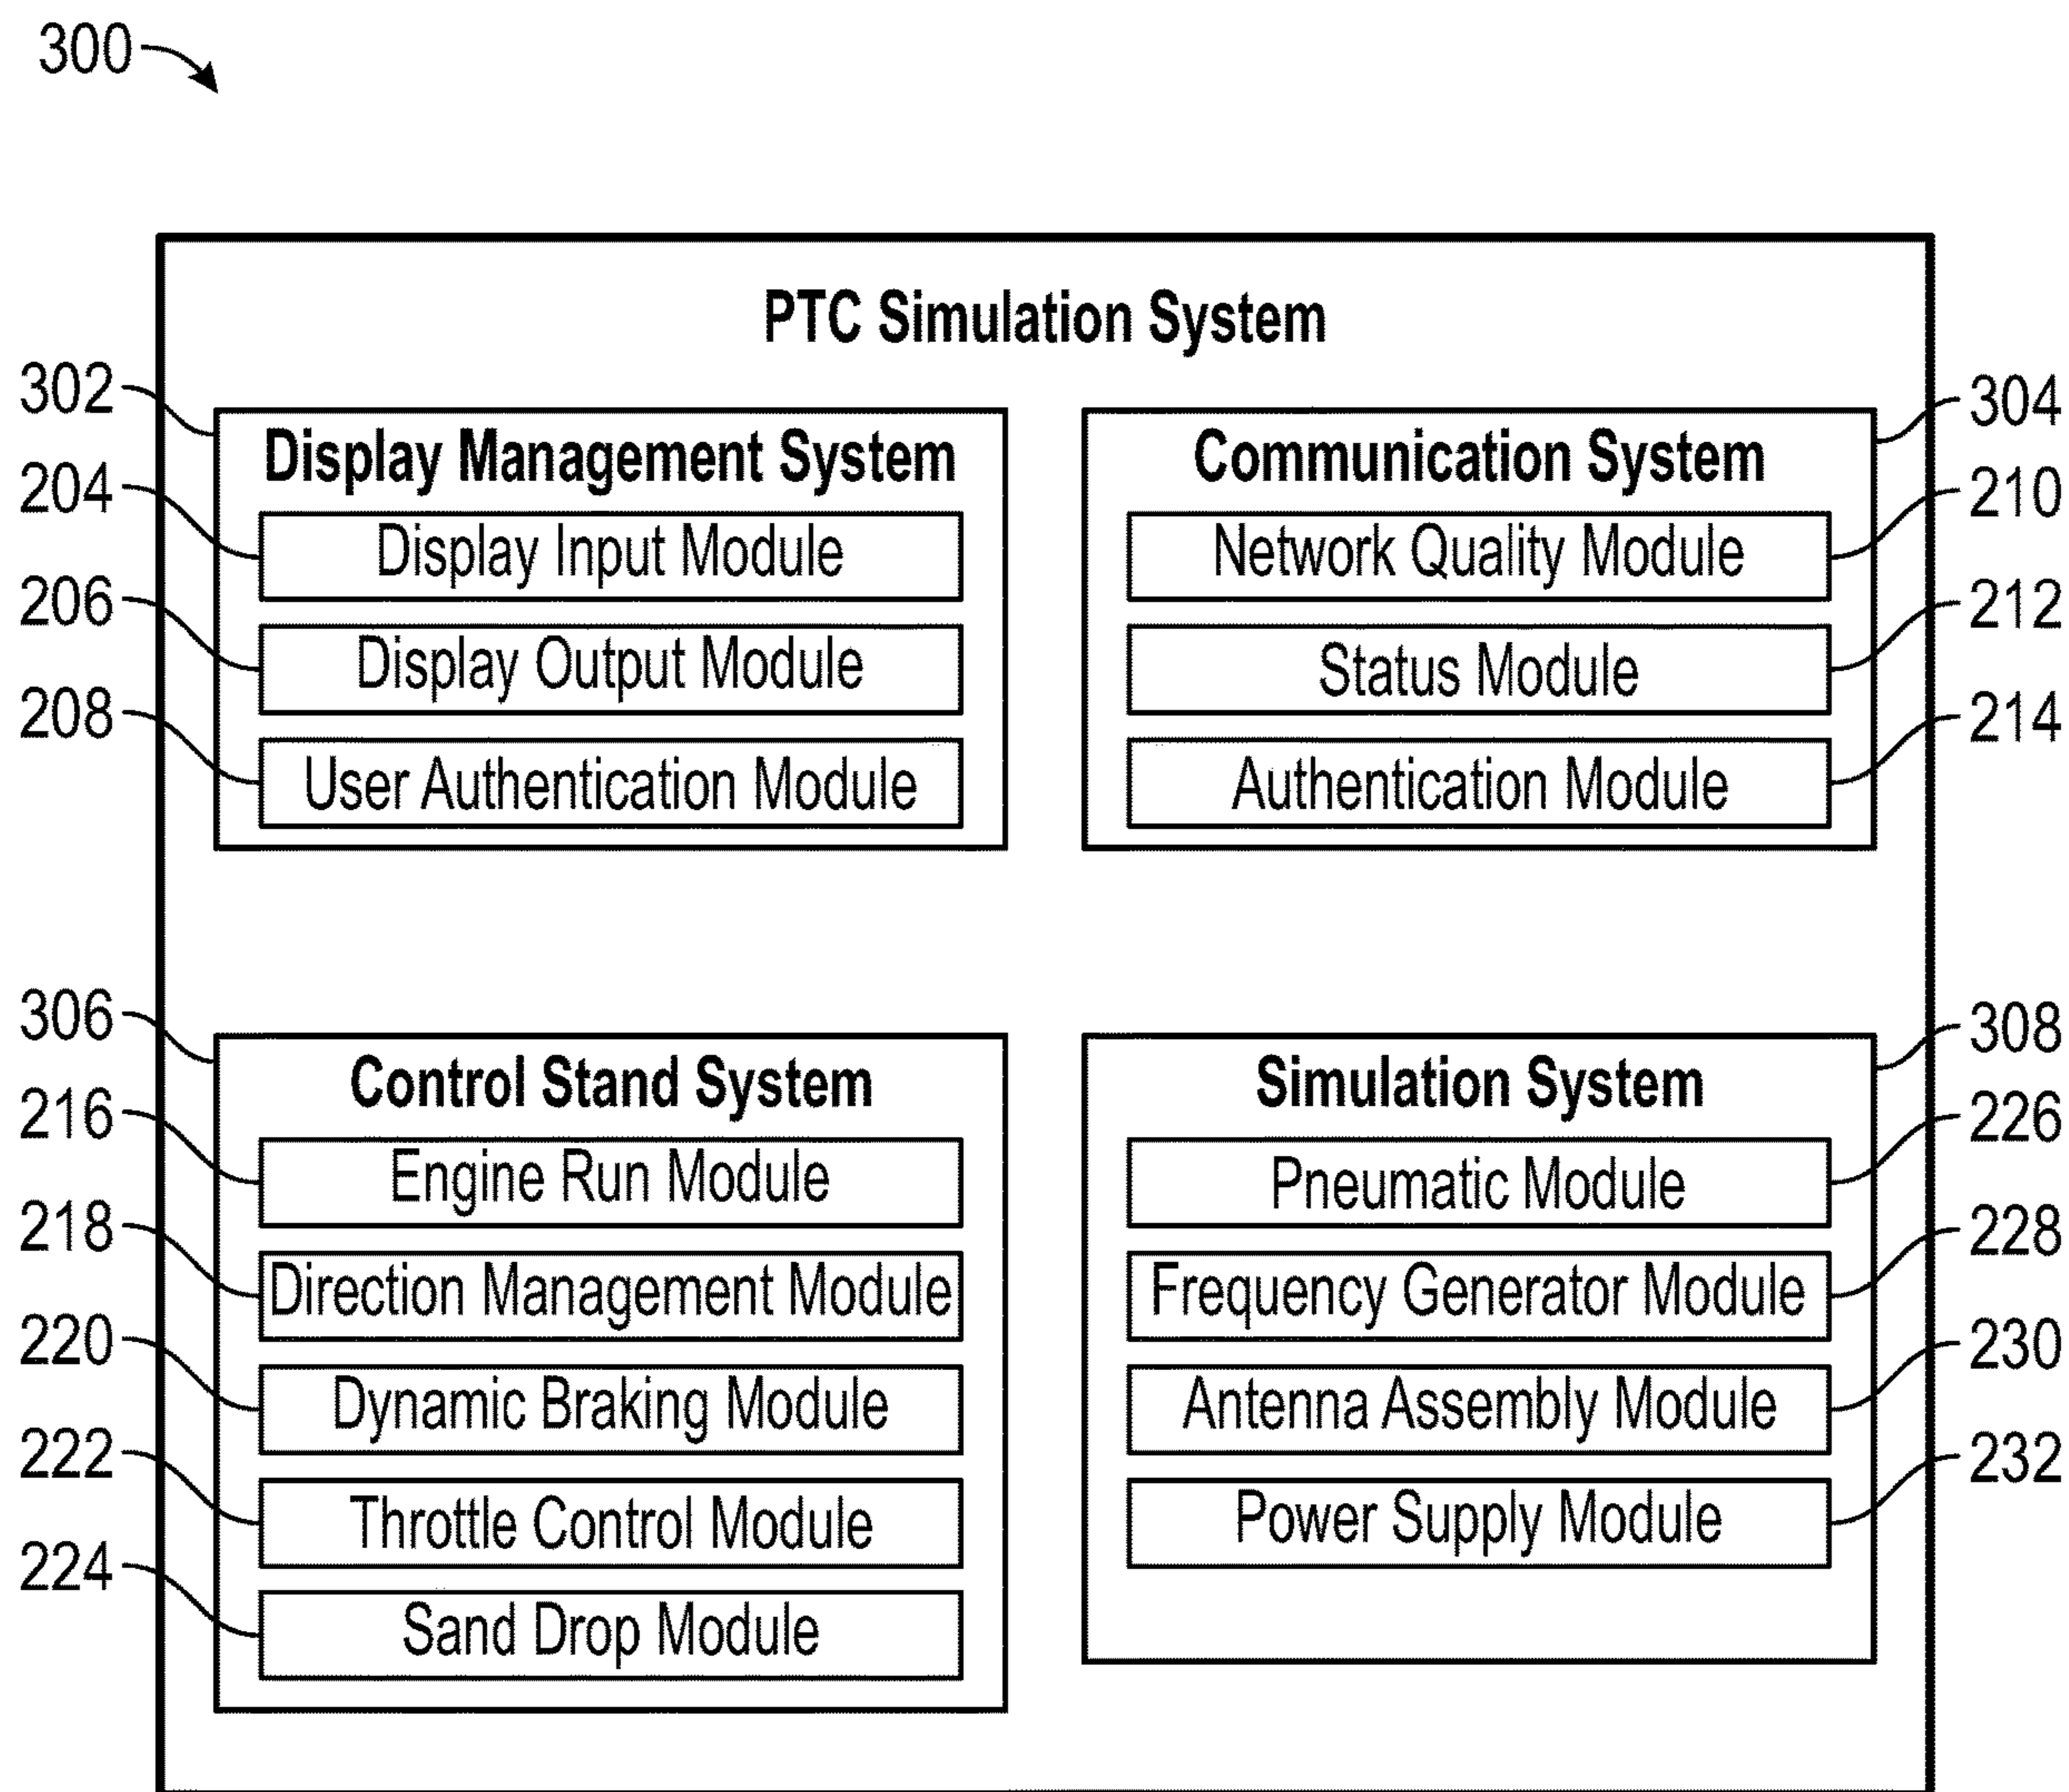 300
PTC Simulation System
302
Display Management System
204
Display Input Module
206
Display Output Module
208
User Authentication Module
304
Communication System
210
Network Quality Module
212
Status Module
214
Authentication Module
306
Control Stand System
216
Engine Run Module
218
Direction Management Module
220
Dynamic Braking Module
222
Throttle Control Module
224
Sand Drop Module
308
Simulation System
226
Pneumatic Module
228
Frequency Generator Module
230
Antenna Assembly Module
232
Power Supply Module